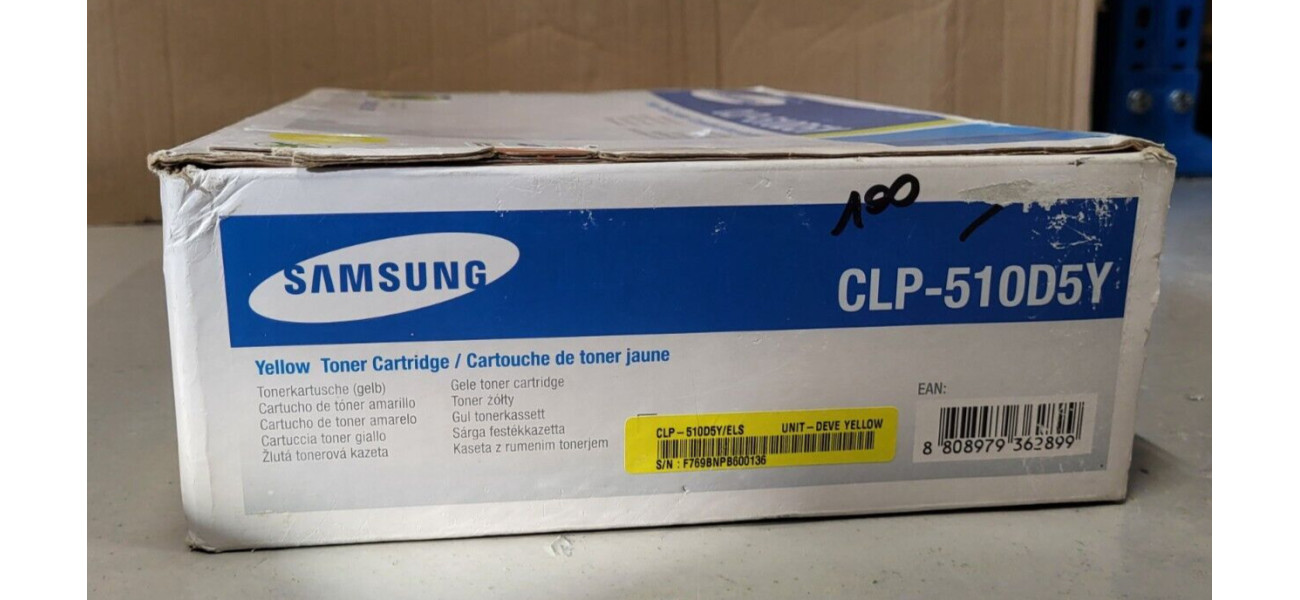 100
SAMSUNG
CLP-510D5Y
Yellow Toner Cartridge / Cartouche de toner jaune
Tonerkartusche (gelb)
Cartucho de tóner amarillo
Cartucho de toner amarelo
Cartuccia toner giallo
Žlutá tonerová kazeta
Gele toner cartridge
Toner żółty
Gul tonerkassett
Sárga festékkazetta
Kaseta z rumenim tonerjem
CLP-510D5Y/ELS UNIT-DEVE YELLOW
S/N : F769BNPB600136
EAN:
8 808979 362899